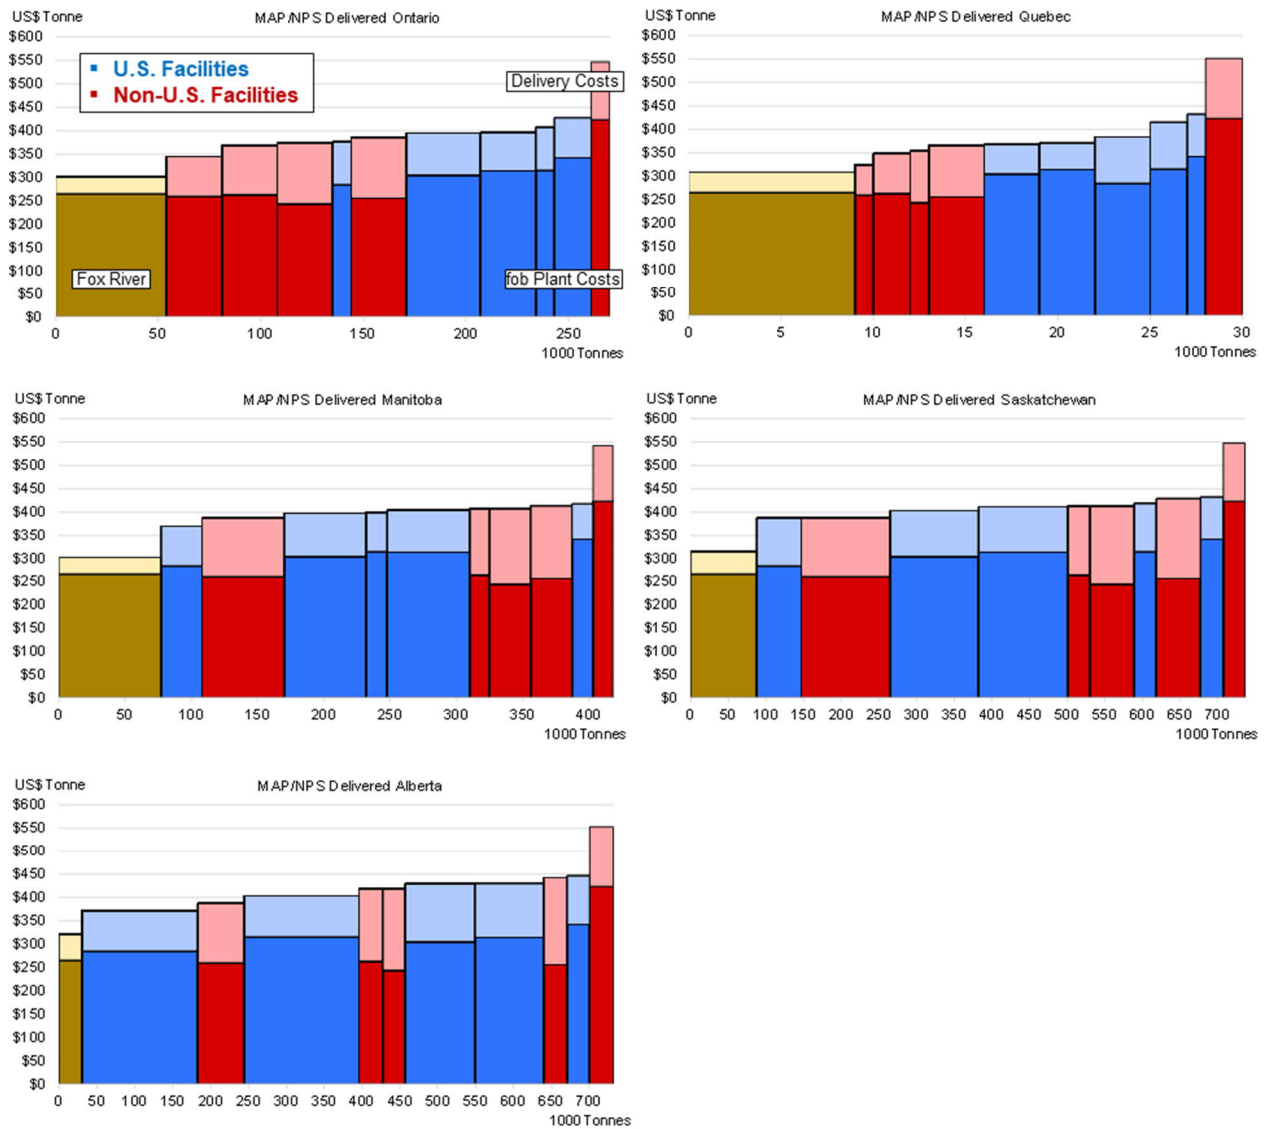 US$ Tonne
MAP/NPS Delivered Ontario
$600
$550
$500
$450
$400
$350
$300
$250
$200
$150
$100
$50
$0
U.S. Facilities
Non-U.S. Facilities
Delivery Costs
Fox River
fob Plant Costs
0 50 100 150 200 250
1000 Tonnes
US$ Tonne
MAP/NPS Delivered Quebec
$600
$550
$500
$450
$400
$350
$300
$250
$200
$150
$100
$50
$0
0 5 10 15 20 25 30
1000 Tonnes
US$ Tonne
MAP/NPS Delivered Manitoba
$600
$550
$500
$450
$400
$350
$300
$250
$200
$150
$100
$50
$0
0 50 100 150 200 250 300 350 400
1000 Tonnes
US$ Tonne
MAP/NPS Delivered Saskatchewan
$600
$550
$500
$450
$400
$350
$300
$250
$200
$150
$100
$50
$0
0 50 100 150 200 250 300 350 400 450 500 550 600 650 700
1000 Tonnes
US$ Tonne
MAP/NPS Delivered Alberta
$600
$550
$500
$450
$400
$350
$300
$250
$200
$150
$100
$50
$0
0 50 100 150 200 250 300 350 400 450 500 550 600 650 700
1000 Tonnes